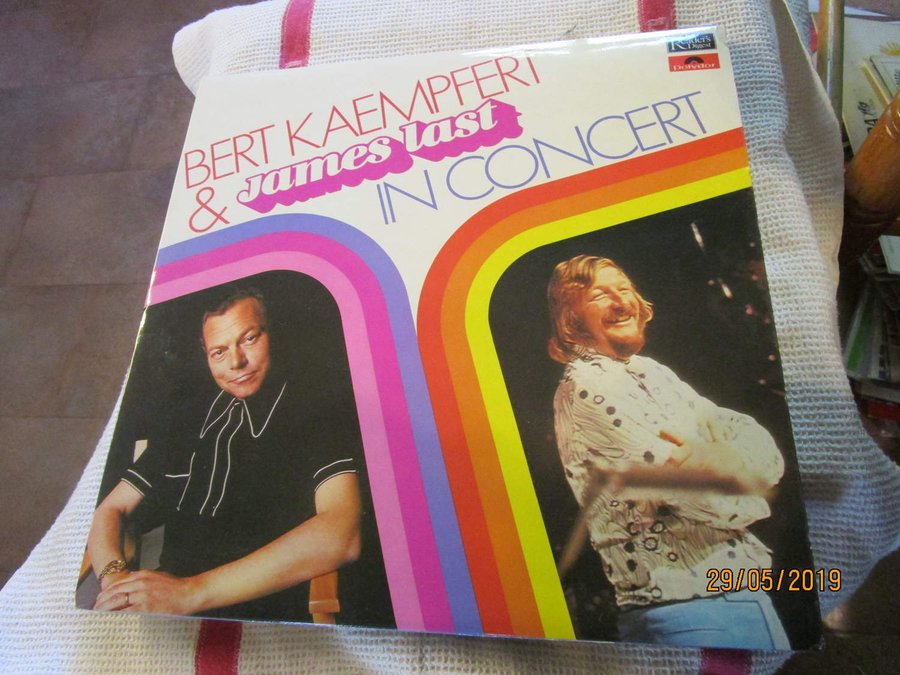 Reader's
Digest
polydor
BERT KAEMPFERT
& James last
IN CONCERT
29/05/2019